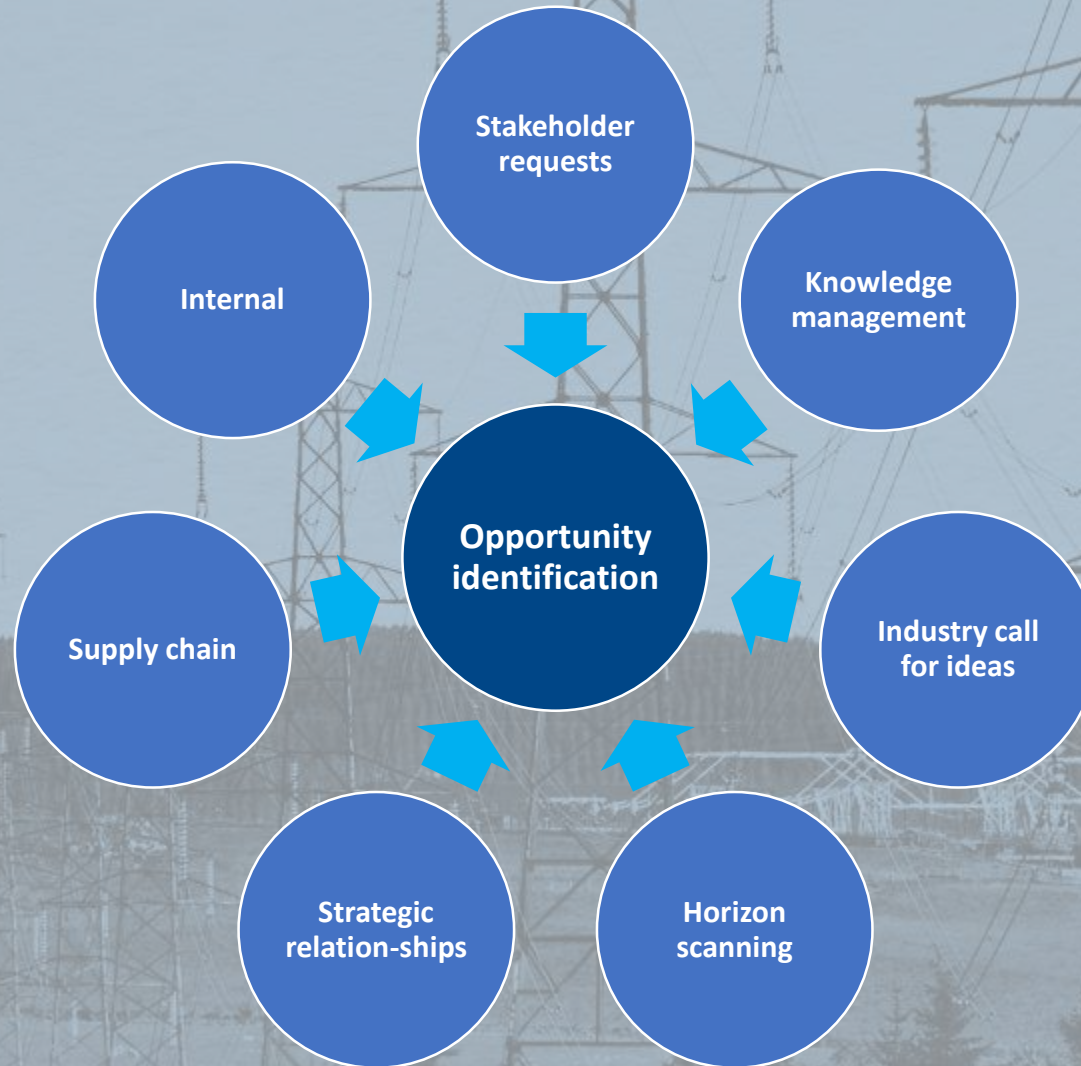 Stakeholder
requests
Internal
Knowledge
management
Opportunity
identification
Supply chain
Industry call
for ideas
Strategic
relation-ships
Horizon
scanning